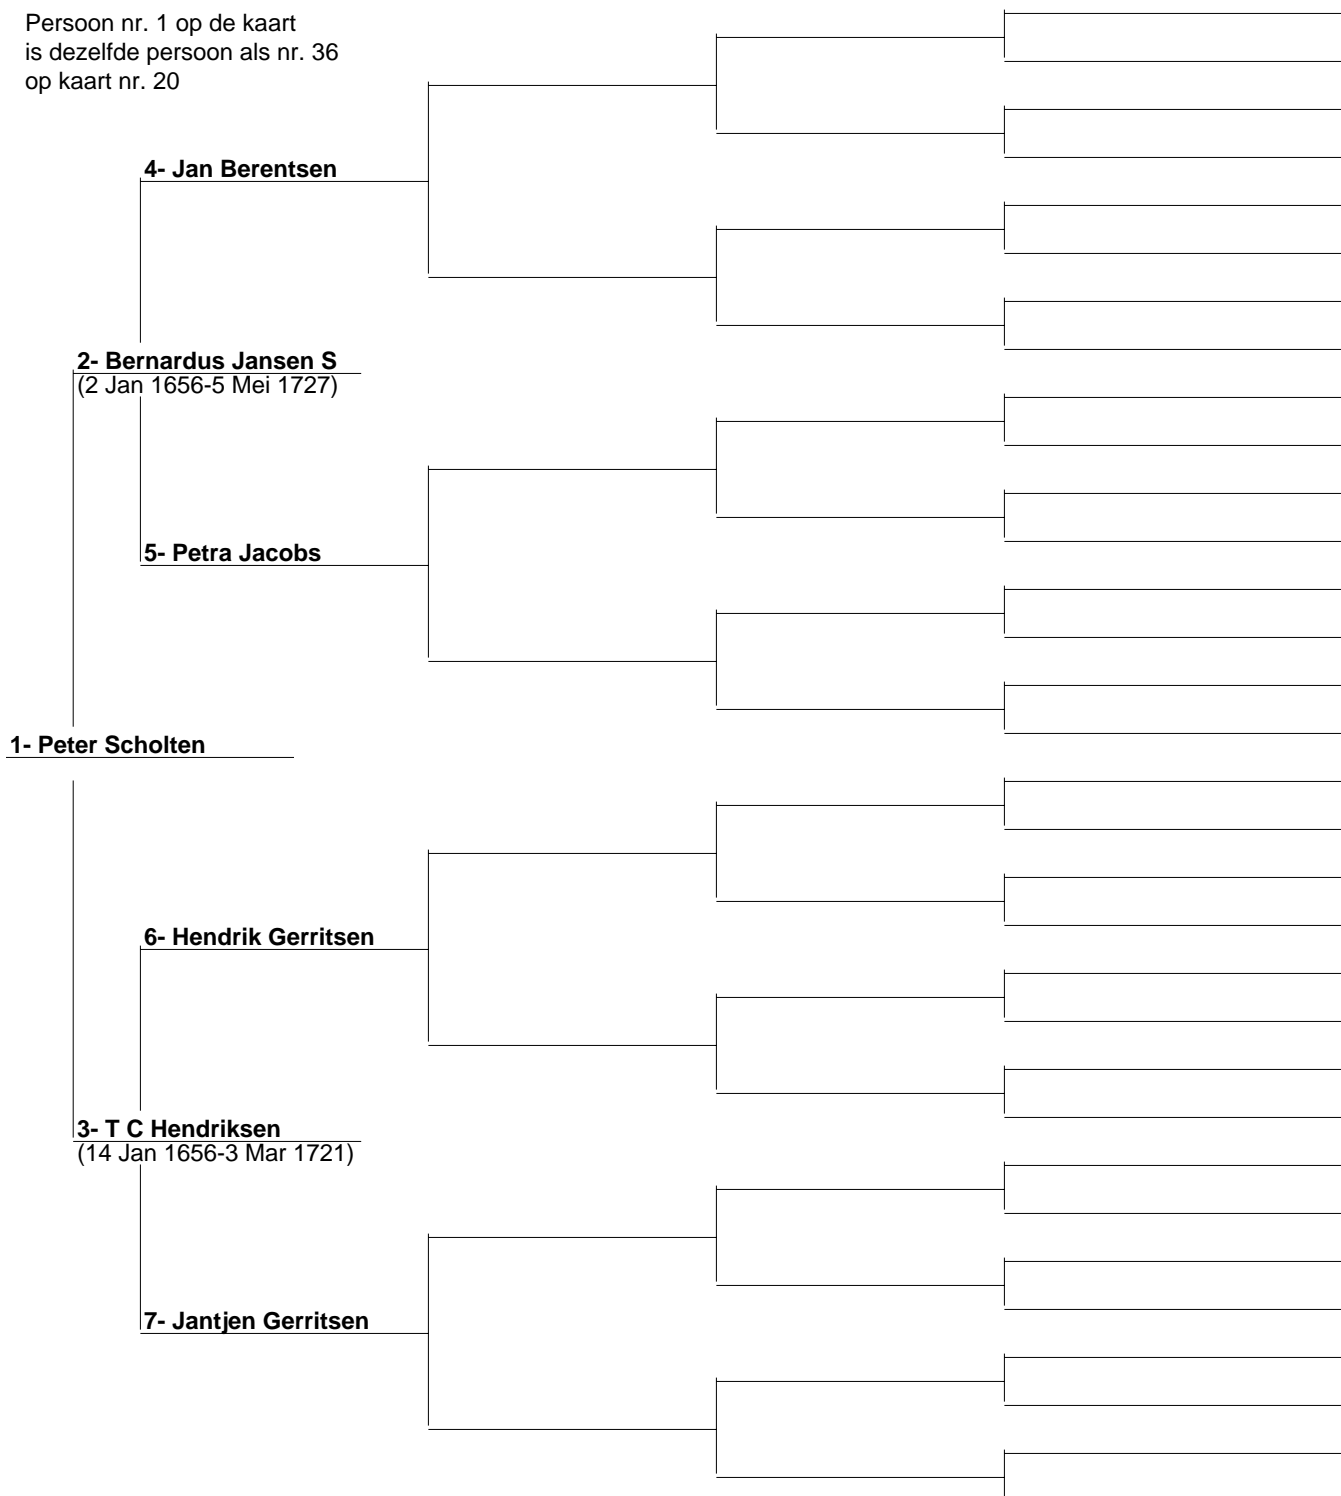 Persoon nr. 1 op de kaart
is dezelfde persoon als nr. 36
op kaart nr. 20
4- Jan Berentsen
2- Bernardus Jansen S
(2 Jan 1656-5 Mei 1727)
5- Petra Jacobs
1- Peter Scholten
6- Hendrik Gerritsen
3- T C Hendriksen
(14 Jan 1656-3 Mar 1721)
7- Jantjen Gerritsen